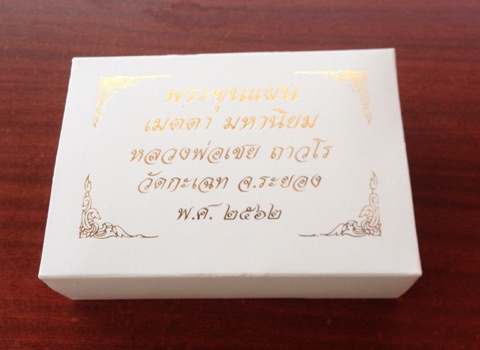 พระขุนแผน
เมตตา มหานิยม
หลวงพ่อเชย ถาวโร
วัดกะเฉท จ.ระยอง
พ.ศ. ๒๕๖๒